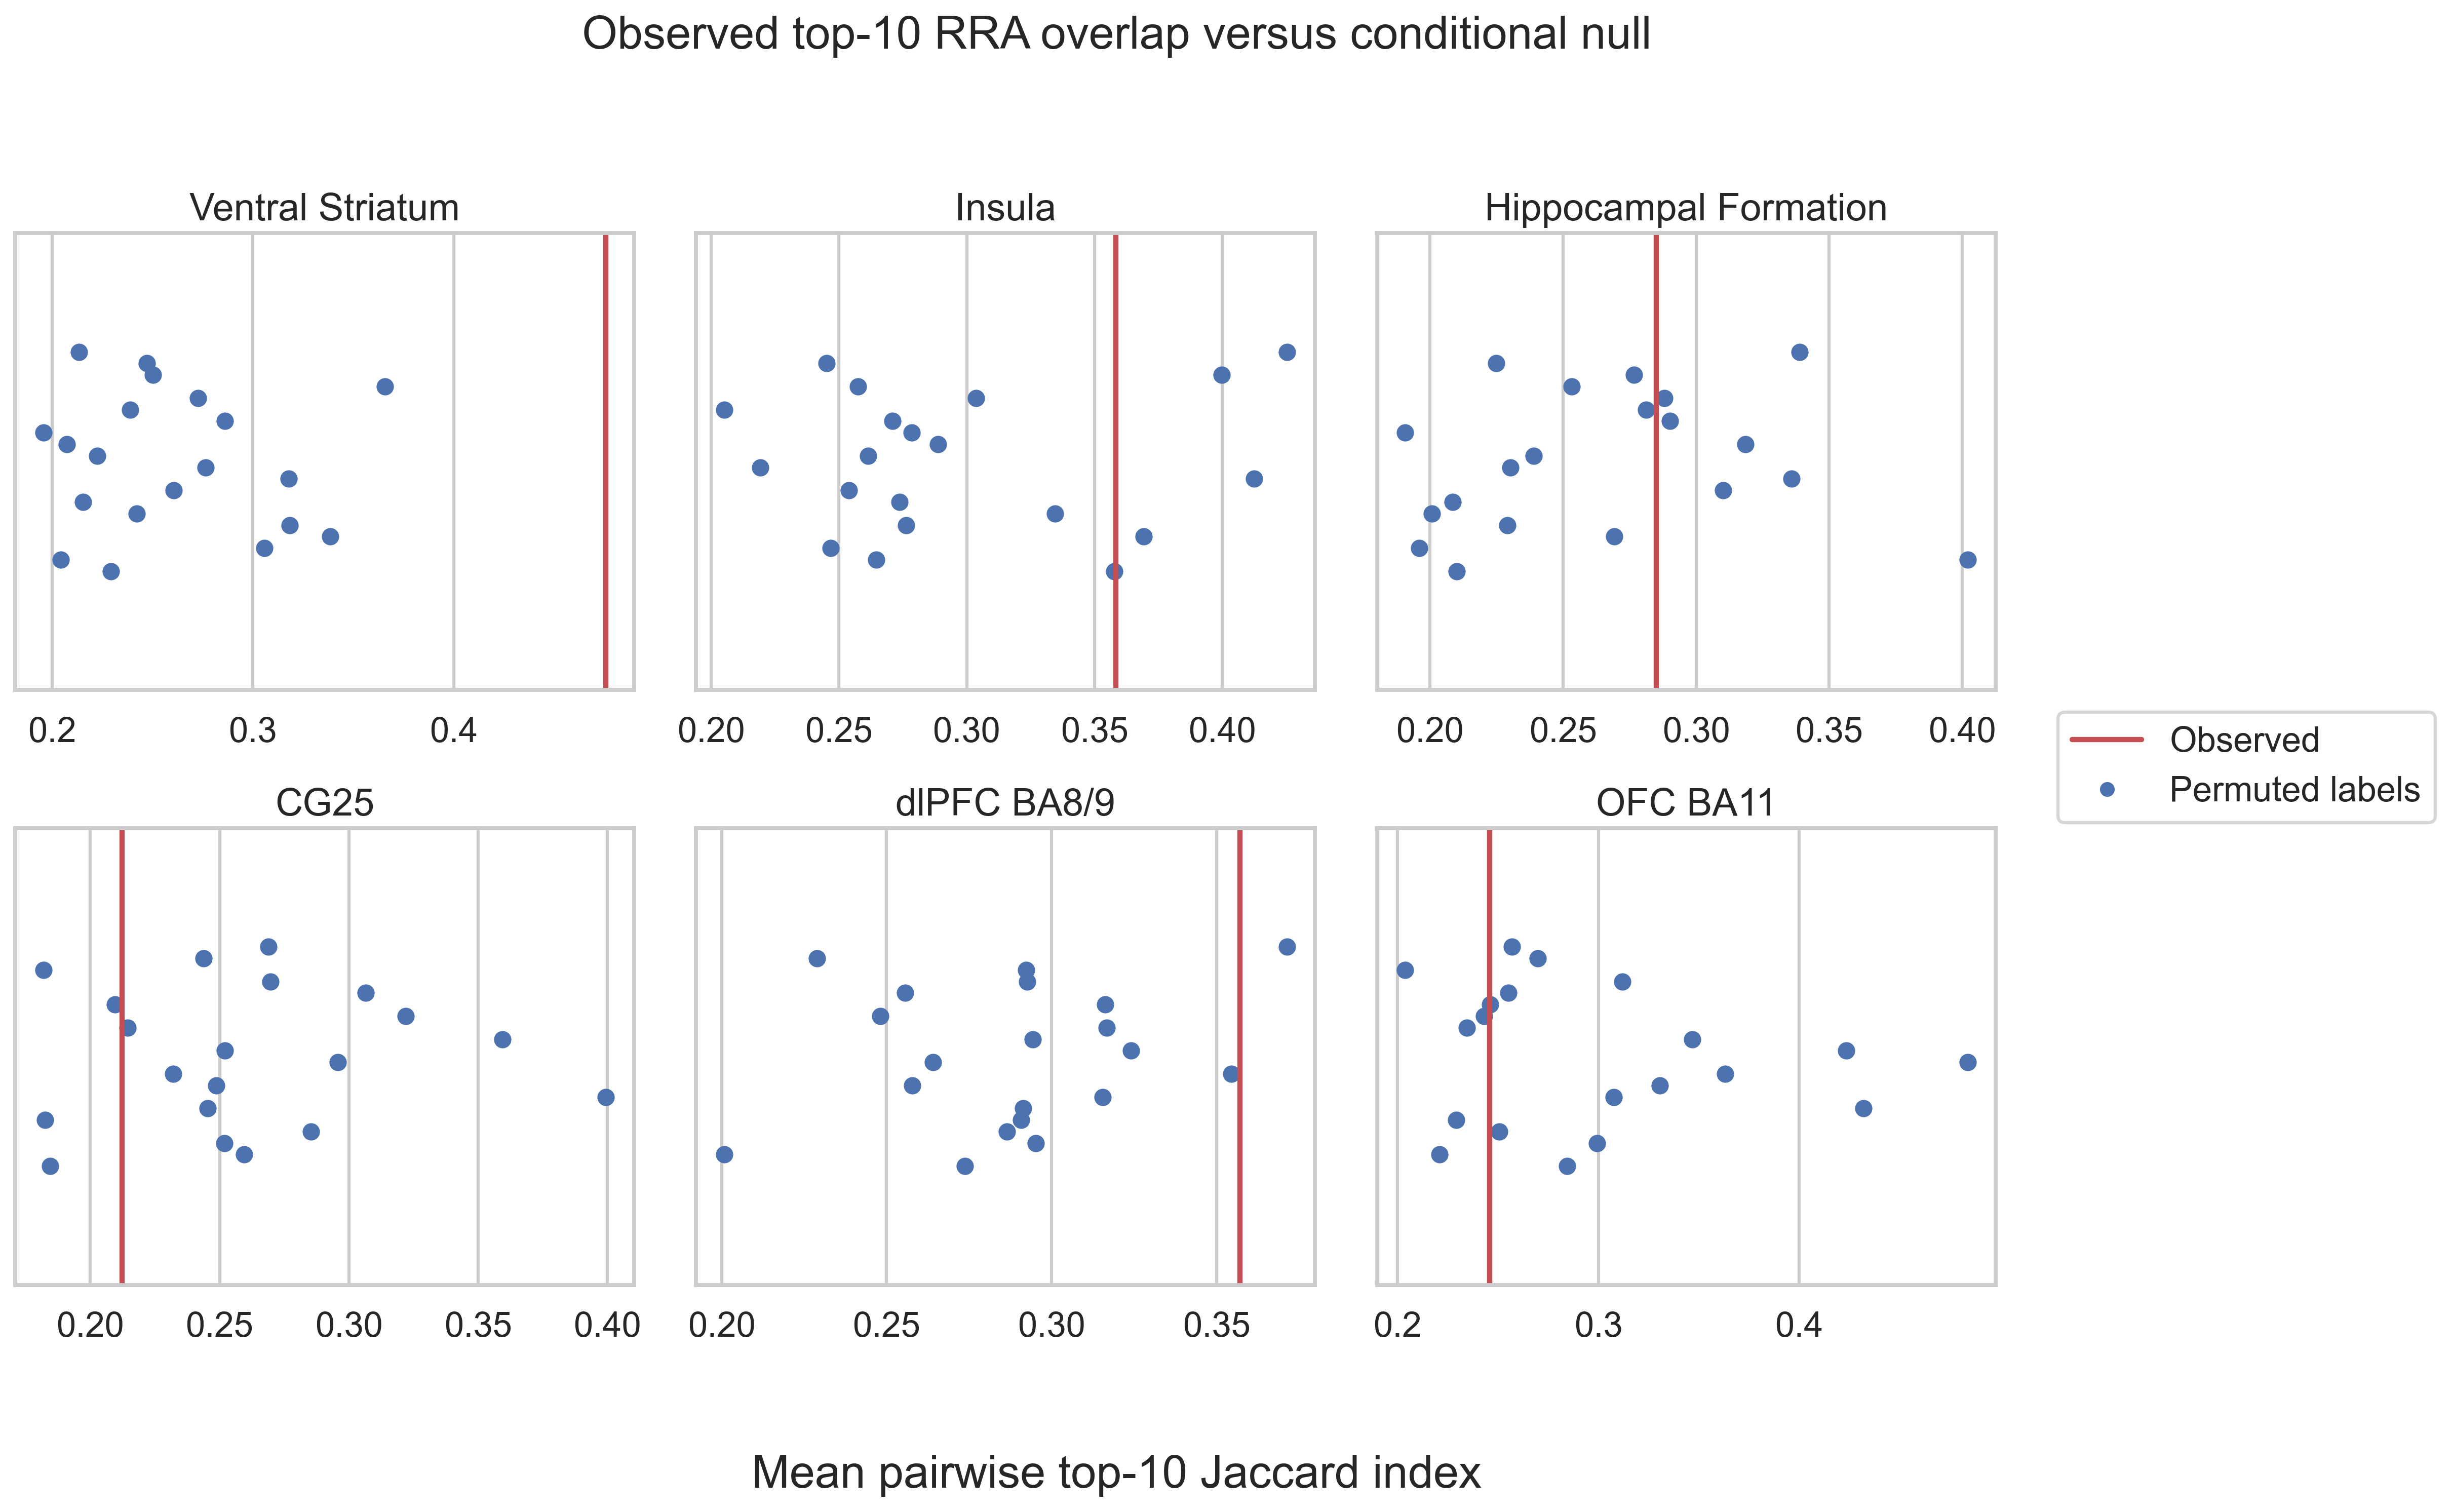 Observed top-10 RRA overlap versus conditional null
Ventral Striatum
Insula
Hippocampal Formation
0.2 0.3 0.4
0.20 0.25 0.30 0.35 0.40
0.20 0.25 0.30 0.35 0.40
Observed
Permuted labels
CG25
dlPFC BA8/9
OFC BA11
0.20 0.25 0.30 0.35 0.40
0.20 0.25 0.30 0.35
0.2 0.3 0.4
Mean pairwise top-10 Jaccard index